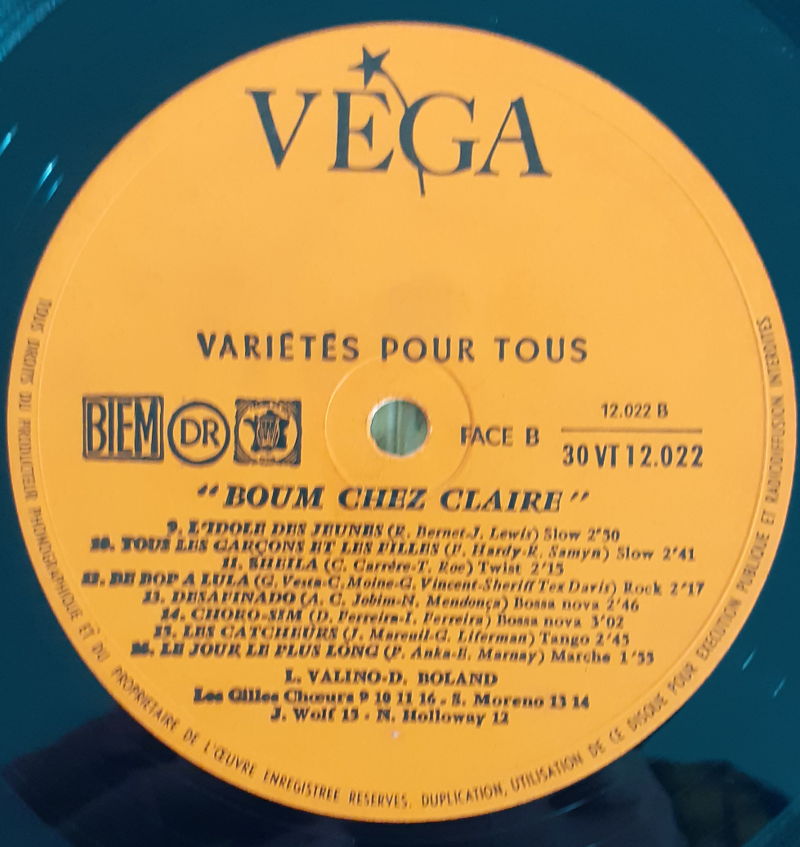 VÉGA
VARIÉTÉS POUR TOUS
BIEM DR
FACE B
12.022 B
30 VT 12.022
“BOUM CHEZ CLAIRE”
9. L'IDOLE DES JEUNES (R. Bernet-J. Lewis) Slow 2'50
10. TOUS LES GARÇONS ET LES FILLES (F. Hardy-R. Samyn) Slow 2'41
11. SHEILA (C. Carrère-T. Roe) Twist 2'15
12. BE BOP A LULA (G. Vesta-C. Moine-G. Vincent-Sheriff Tex Davis) Rock 2'17
13. DESAFINADO (A. C. Jobim-N. Mendonça) Bossa nova 2'46
14. CHORO-SIM (D. Ferreira-I. Ferreira) Bossa nova 3'02
15. LES CATCHEURS (J. Mareuil-G. Liferman) Tango 2'45
16. LE JOUR LE PLUS LONG (P. Anka-E. Marnay) Marche 1'55
L. VALINO-D. BOLAND
Les Gilles Chœurs 9 10 11 16 - S. Moreno 13 14
J. Wolf 15 - N. Holloway 12
TOUS DROITS DU PRODUCTEUR PHONOGRAPHIQUE ET DU PROPRIETAIRE DE L'ŒUVRE ENREGISTREE RESERVES. DUPLICATION, UTILISATION DE CE DISQUE POUR EXECUTION PUBLIQUE ET RADIODIFFUSION INTERDITES